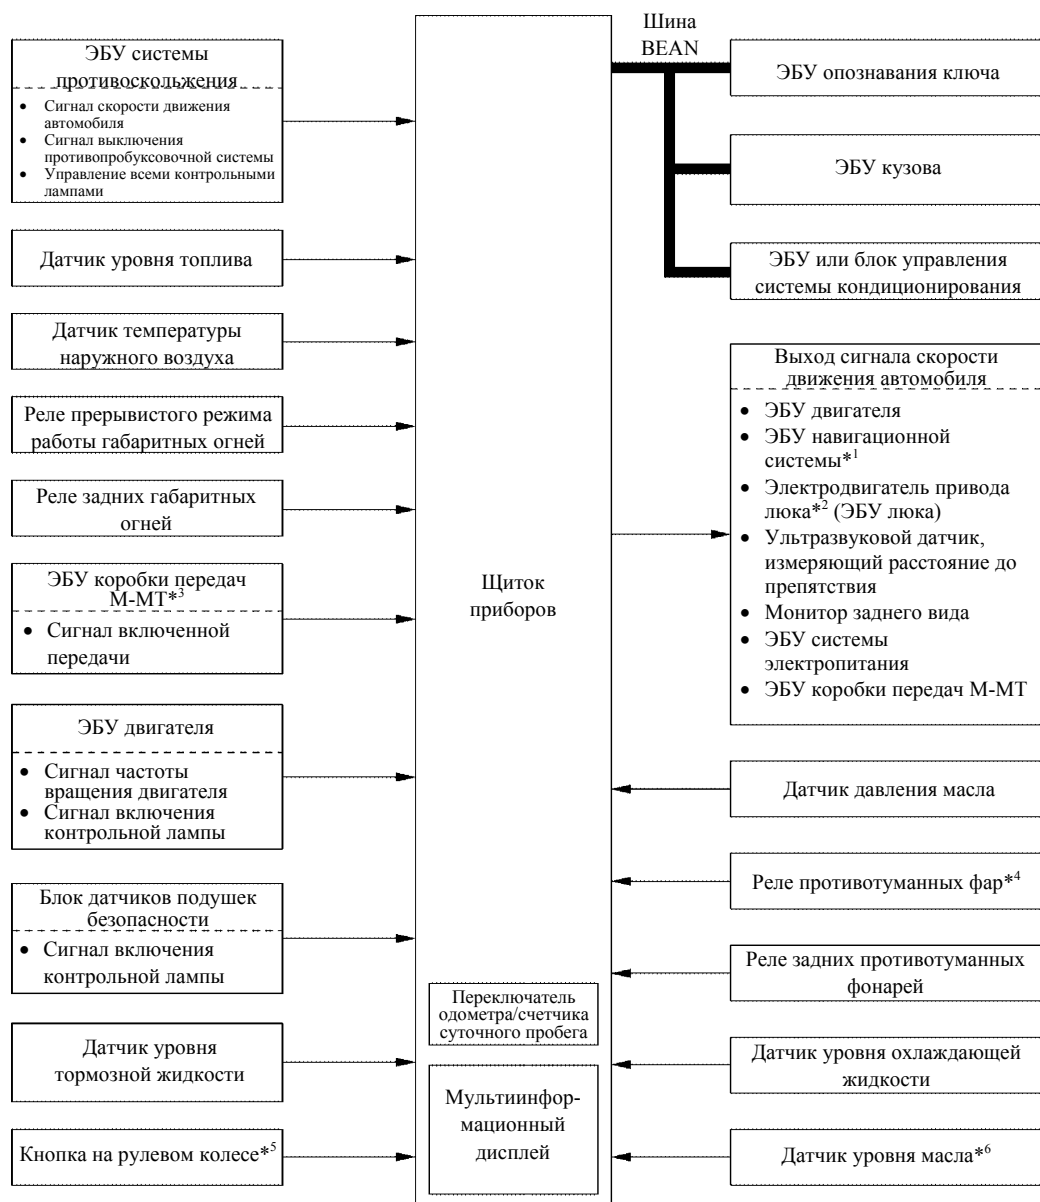 ЭБУ системы
противоскольжения
• Сигнал скорости движения
автомобиля
• Сигнал выключения
противопробуксовочной системы
• Управление всеми контрольными
лампами
Датчик уровня топлива
Датчик температуры
наружного воздуха
Реле прерывистого режима
работы габаритных огней
Реле задних габаритных
огней
ЭБУ коробки передач
M-MT*3
• Сигнал включенной
передачи
ЭБУ двигателя
• Сигнал частоты
вращения двигателя
• Сигнал включения
контрольной лампы
Блок датчиков подушек
безопасности
• Сигнал включения
контрольной лампы
Датчик уровня
тормозной жидкости
Кнопка на рулевом колесе*5
Щиток
приборов
Переключатель
одометра/счетчика
суточного пробега
Мультиинфор-
мационный
дисплей
Шина
BEAN
ЭБУ опознавания ключа
ЭБУ кузова
ЭБУ или блок управления
системы кондиционирования
Выход сигнала скорости
движения автомобиля
• ЭБУ двигателя
• ЭБУ навигационной
системы*1
• Электродвигатель привода
люка*2 (ЭБУ люка)
• Ультразвуковой датчик,
измеряющий расстояние до
препятствия
• Монитор заднего вида
• ЭБУ системы
электропитания
• ЭБУ коробки передач M-MT
Датчик давления масла
Реле противотуманных фар*4
Реле задних противотуманных
фонарей
Датчик уровня охлаждающей
жидкости
Датчик уровня масла*6